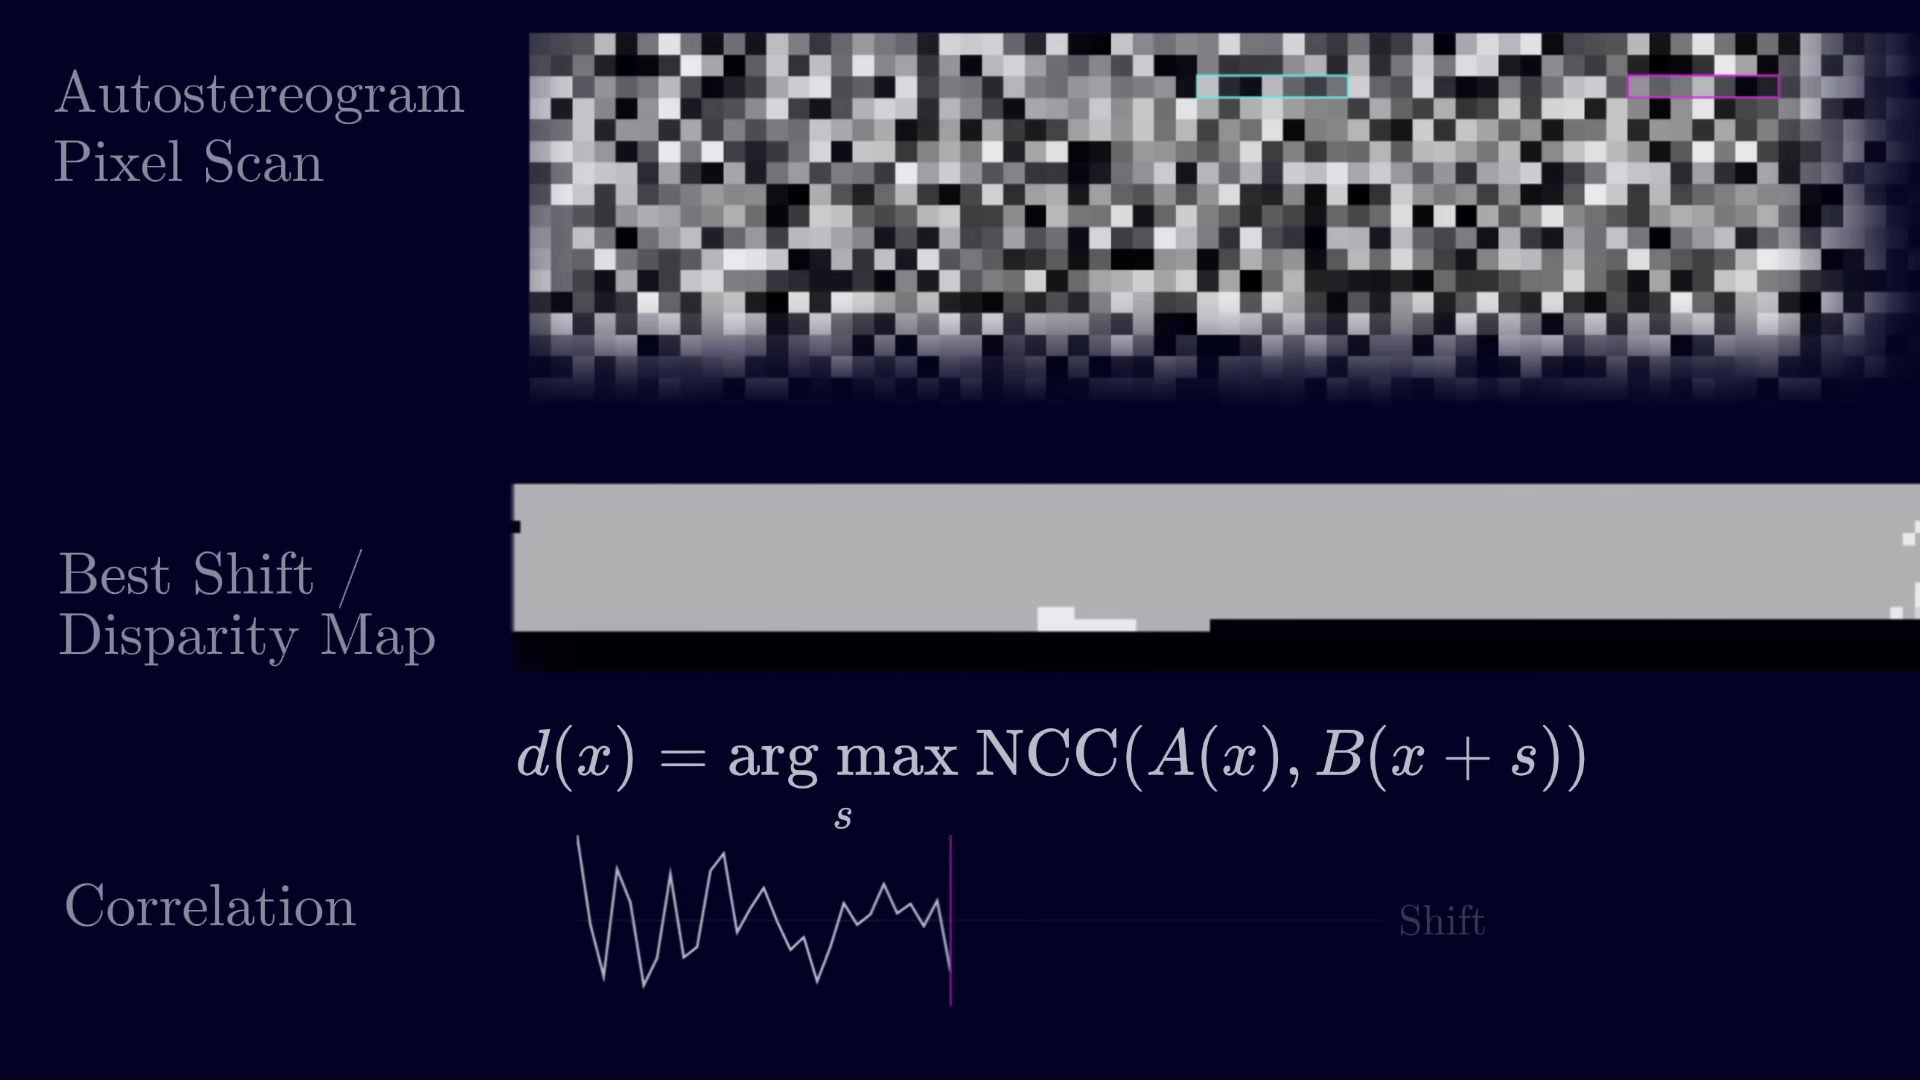 Autostereogram
Pixel Scan
Best Shift /
Disparity Map
d(x) = arg max NCC(A(x), B(x + s))
s
Correlation
Shift